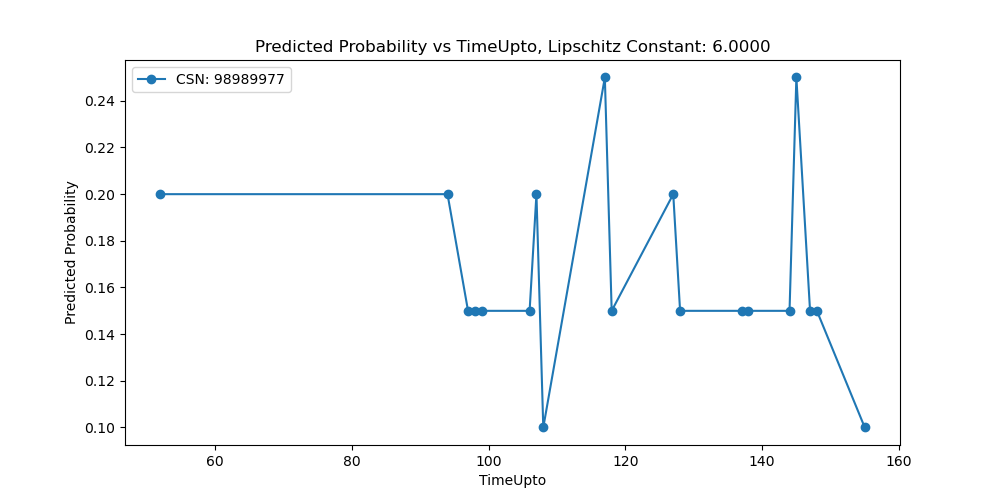 Predicted Probability vs TimeUpto, Lipschitz Constant: 6.0000
CSN: 98989977
Predicted Probability
0.24
0.22
0.20
0.18
0.16
0.14
0.12
0.10
60 80 100 120 140 160
TimeUpto